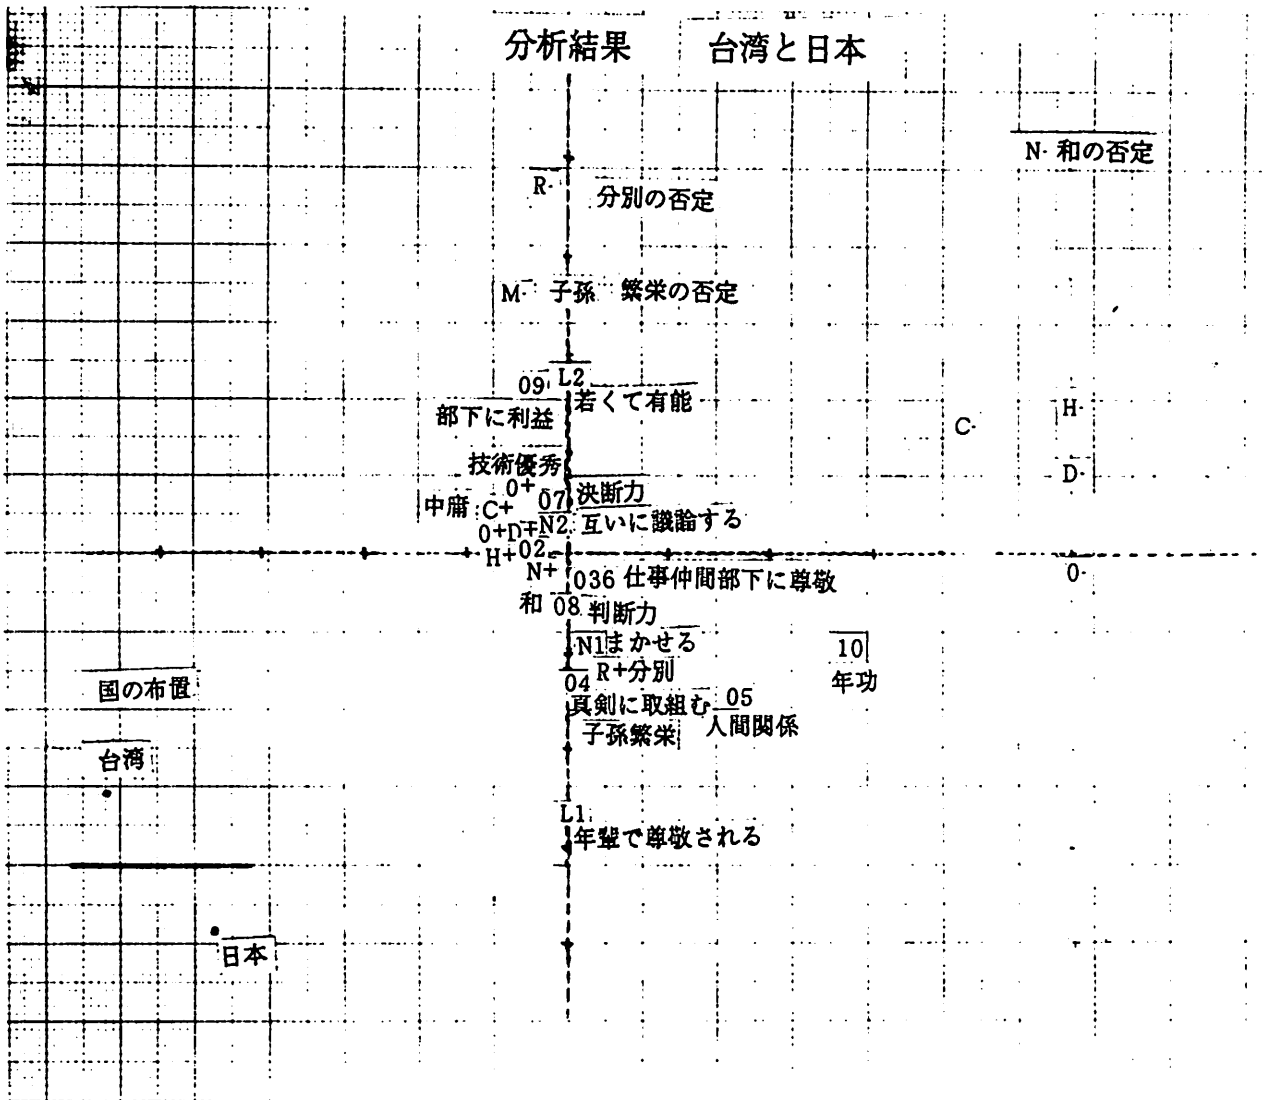 分析結果 台湾と日本
N- 和の否定
R-
分別の否定
M- 子孫 繁栄の否定
09 L2
若くて有能
部下に利益
H-
C-
技術優秀
D-
0+
07 決断力
中庸 C+
0+D+N2 互いに議論する
H+02
N+
0-
036 仕事仲間部下に尊敬
和 08 判断力
N1まかせる
10
R+分別
04
年功
国の布置
真剣に取組む 05
子孫繁栄 人間関係
台湾
L1
年輩で尊敬される
日本